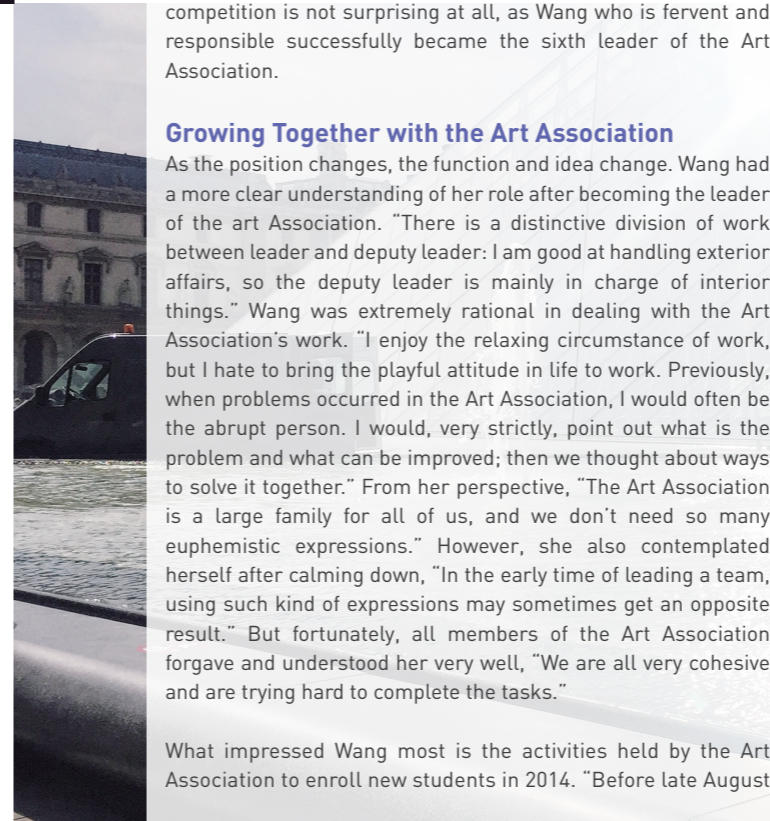 competition is not surprising at all, as Wang who is fervent and
responsible successfully became the sixth leader of the Art
Association.
Growing Together with the Art Association
As the position changes, the function and idea change. Wang had
a more clear understanding of her role after becoming the leader
of the art Association. “There is a distinctive division of work
between leader and deputy leader: I am good at handling exterior
affairs, so the deputy leader is mainly in charge of interior
things.” Wang was extremely rational in dealing with the Art
Association’s work. “I enjoy the relaxing circumstance of work,
but I hate to bring the playful attitude in life to work. Previously,
when problems occurred in the Art Association, I would often be
the abrupt person. I would, very strictly, point out what is the
problem and what can be improved; then we thought about ways
to solve it together.” From her perspective, “The Art Association
is a large family for all of us, and we don’t need so many
euphemistic expressions.” However, she also contemplated
herself after calming down, “In the early time of leading a team,
using such kind of expressions may sometimes get an opposite
result.” But fortunately, all members of the Art Association
forgave and understood her very well, “We are all very cohesive
and are trying hard to complete the tasks.”
What impressed Wang most is the activities held by the Art
Association to enroll new students in 2014. “Before late August